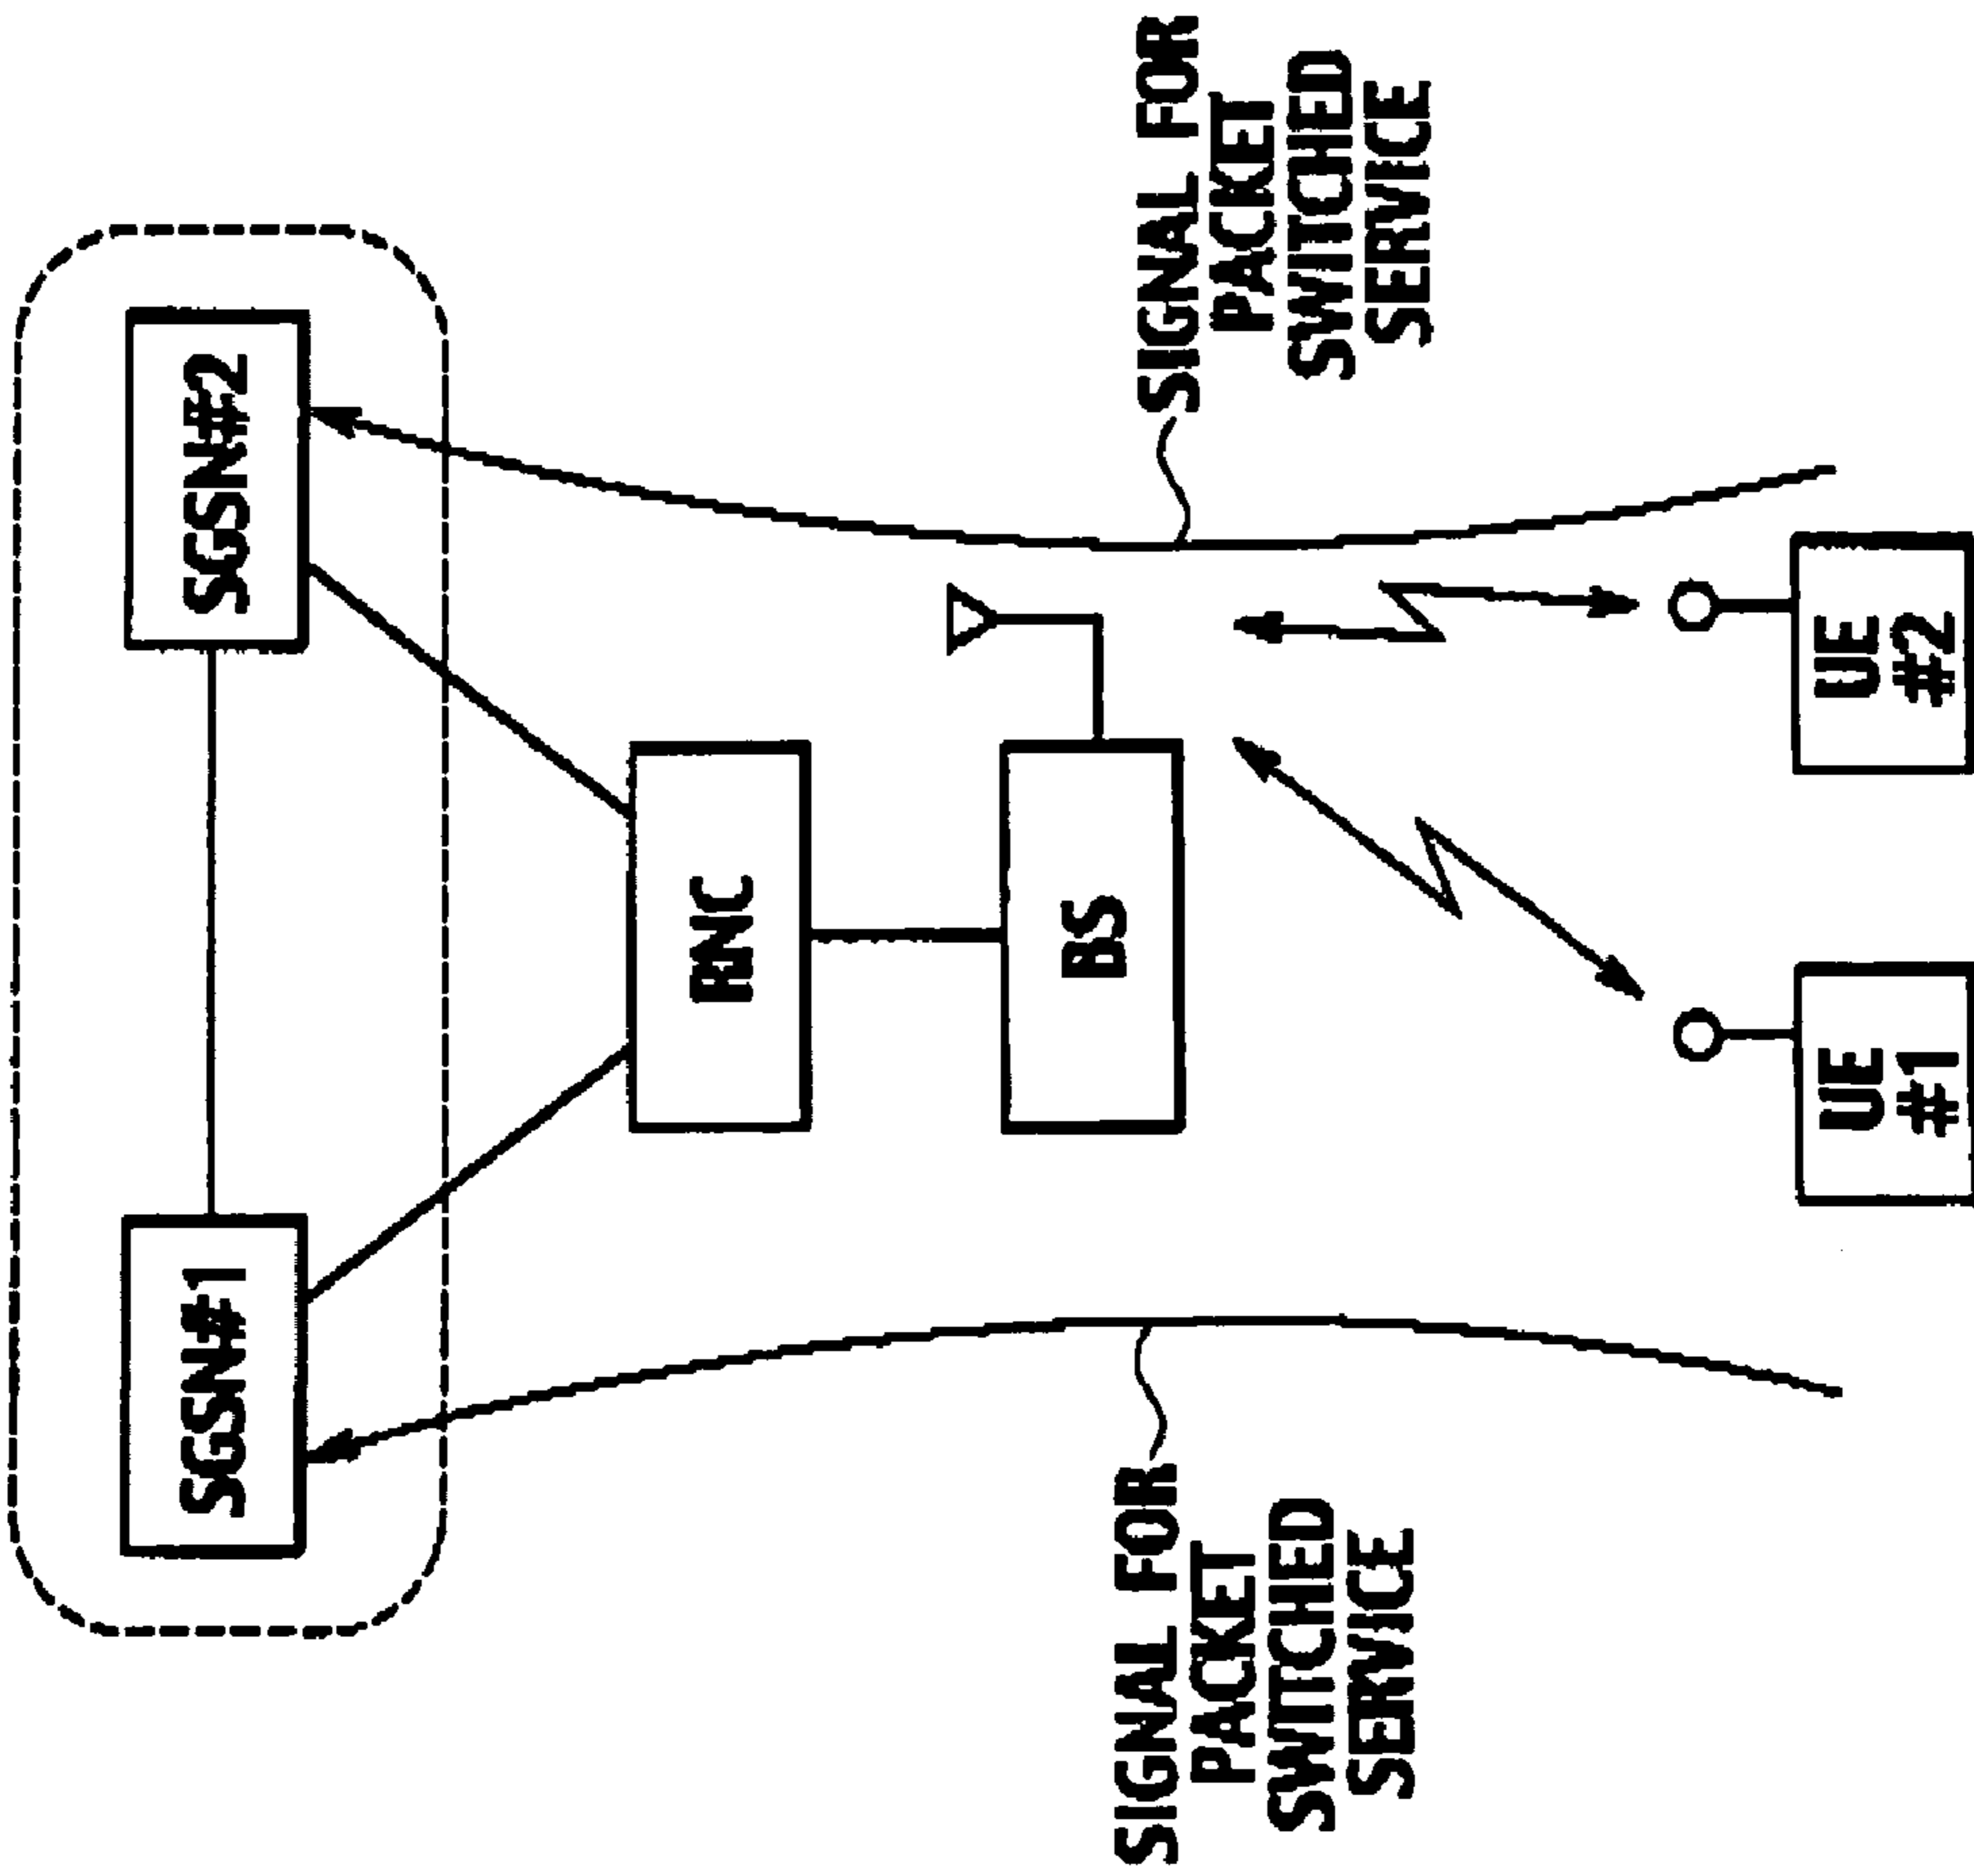 SGSN#1
SGSN#2
RNC
BS
SIGNAL FOR
PACKET
SWITCHED
SERVICE
SIGNAL FOR
PACKET
SWITCHED
SERVICE
UE
#1
UE
#2